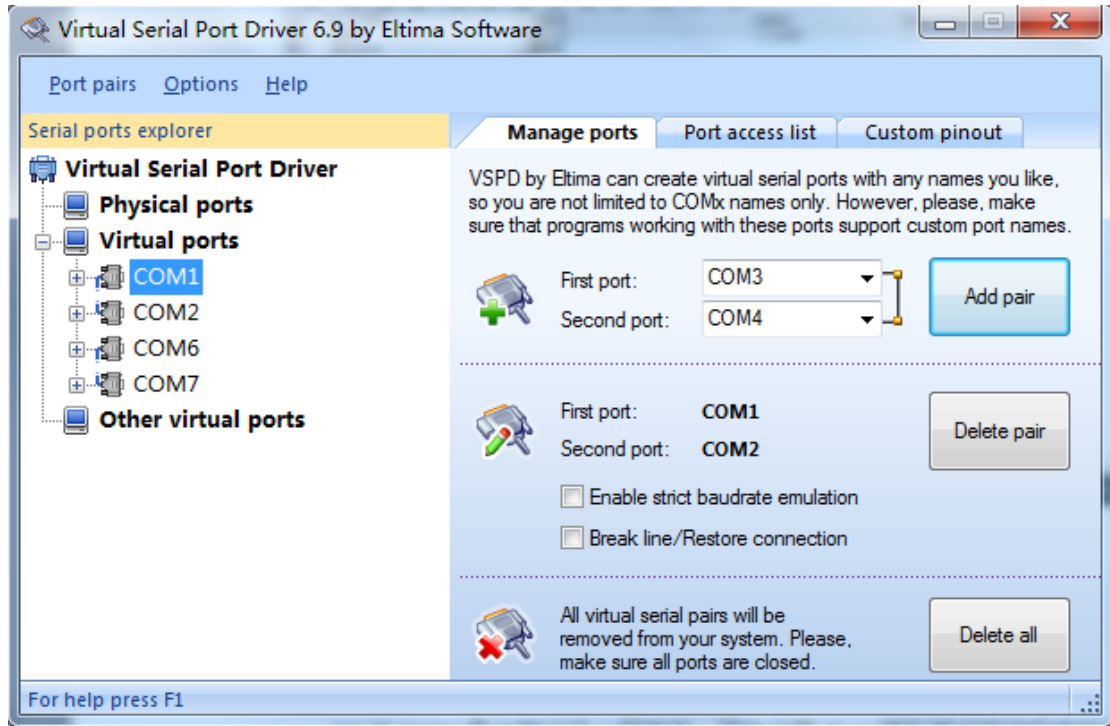 Virtual Serial Port Driver 6.9 by Eltima Software
Port pairs Options Help
Serial ports explorer
Virtual Serial Port Driver
Physical ports
Virtual ports
COM1
COM2
COM6
COM7
Other virtual ports
Manage ports Port access list Custom pinout
VSPD by Eltima can create virtual serial ports with any names you like,
so you are not limited to COMx names only. However, please, make
sure that programs working with these ports support custom port names.
First port: COM3
Second port: COM4
Add pair
First port: COM1
Second port: COM2
Delete pair
Enable strict baudrate emulation
Break line/Restore connection
All virtual serial pairs will be
removed from your system. Please,
make sure all ports are closed.
Delete all
For help press F1